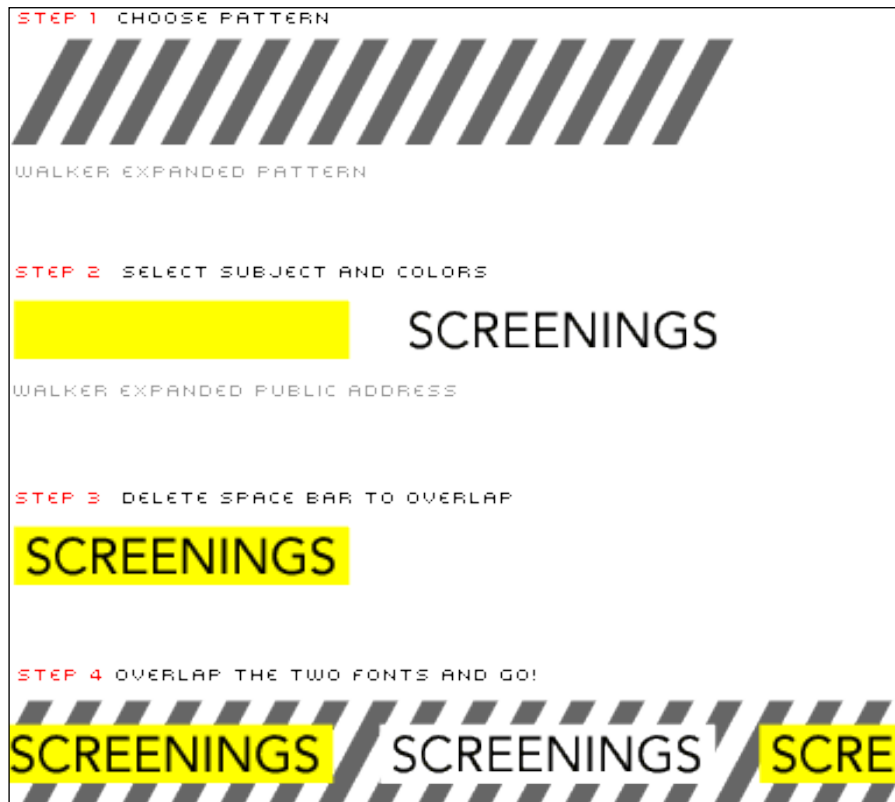 STEP 1 CHOOSE PATTERN
WALKER EXPANDED PATTERN
STEP 2 SELECT SUBJECT AND COLORS
SCREENINGS
WALKER EXPANDED PUBLIC ADDRESS
STEP 3 DELETE SPACE BAR TO OVERLAP
SCREENINGS
STEP 4 OVERLAP THE TWO FONTS AND GO!
SCREENINGS SCREENINGS SCRE